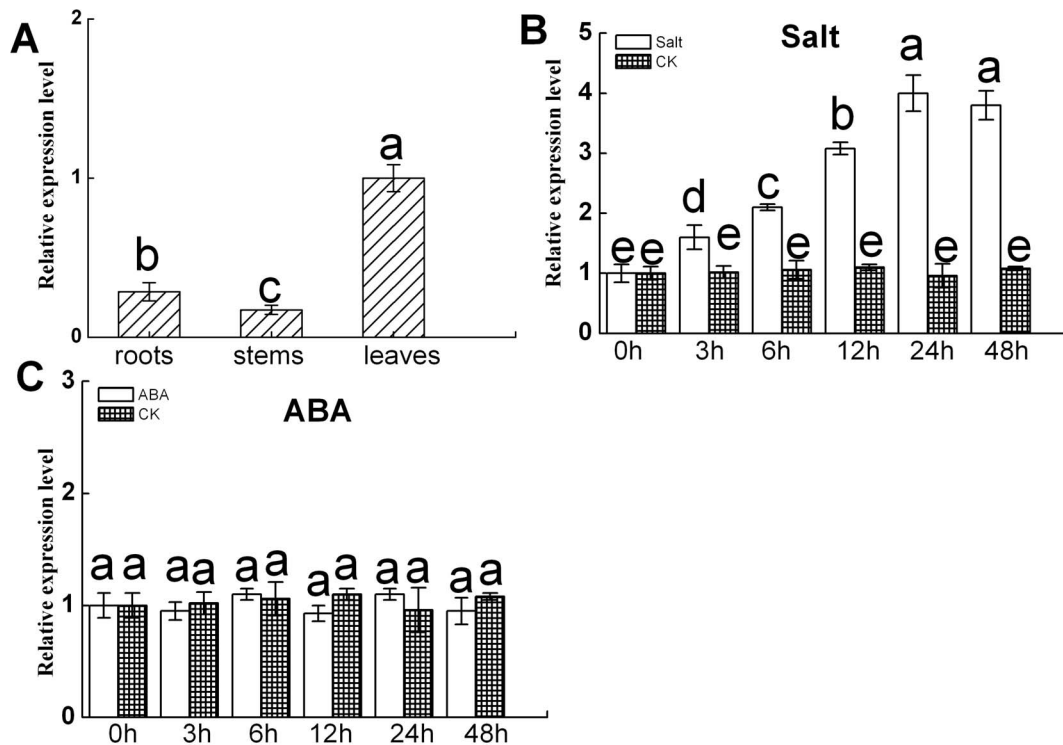 A
Relative expression level
2
1
0
b
c
a
roots stems leaves
B
Salt
Salt
CK
Relative expression level
5
4
3
2
1
0
e e d e c e b e a e a e
0h 3h 6h 12h 24h 48h
C
ABA
ABA
CK
Relative expression level
3
2
1
0
a a a a a a a a a a a a
0h 3h 6h 12h 24h 48h